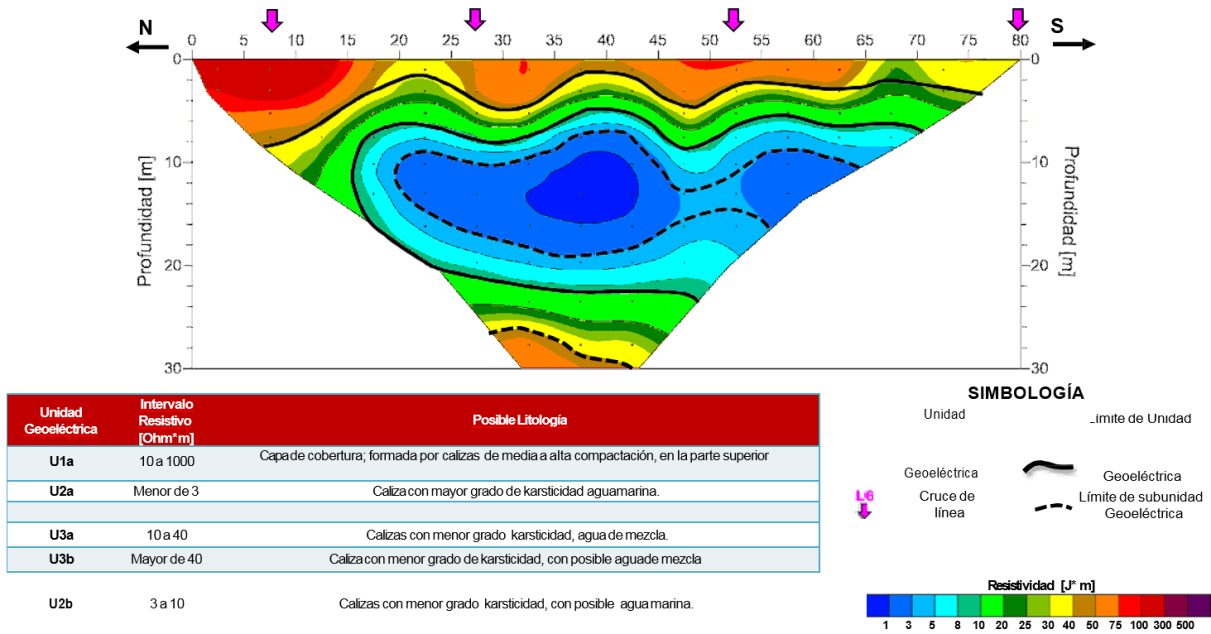 N
S
0 5 10 15 20 25 30 35 40 45 50 55 60 65 70 75 80
0 0
10 10
20 20
30 30
Profundidad [m]
Profundidad [m]
Unidad Geoeléctrica
Intervalo Resistivo [Ohm*m]
Posible Litología
U1a 10 a 1000 Capa de cobertura; formada por calizas de media a alta compactación, en la parte superior
U2a Menor de 3 Caliza con mayor grado de karsticidad agua marina.
U3a 10 a 40 Calizas con menor grado karsticidad, agua de mezcla.
U3b Mayor de 40 Caliza con menor grado de karsticidad, con posible agua de mezcla
U2b 3 a 10 Calizas con menor grado karsticidad, con posible agua marina.
SIMBOLOGÍA
Unidad
Límite de Unidad
Geoeléctrica
Geoeléctrica
L6
Cruce de
línea
Límite de subunidad
Geoeléctrica
Resistividad [J* m]
1 3 5 8 10 20 25 30 40 50 75 100 300 500